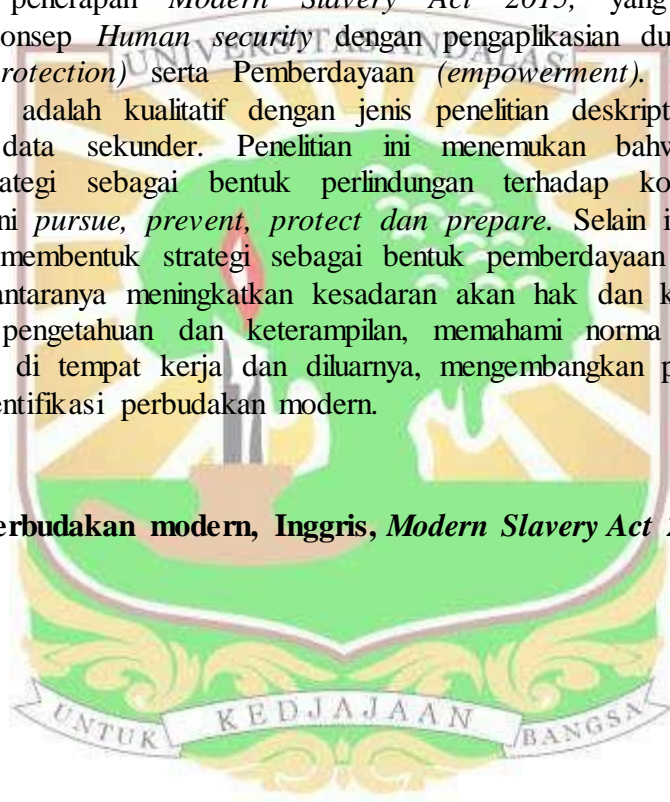 penerapan Modern Slavery Act 2015, yang
onsep Human security dengan pengaplikasian du
rotection) serta Pemberdayaan (empowerment).
adalah kualitatif dengan jenis penelitian deskript
data sekunder. Penelitian ini menemukan bahv
ategi sebagai bentuk perlindungan terhadap ko
ni pursue, prevent, protect dan prepare. Selain i
membentuk strategi sebagai bentuk pemberdayaan
antaranya meningkatkan kesadaran akan hak dan k
pengetahuan dan keterampilan, memahami norma
di tempat kerja dan diluarnya, mengembangkan p
entifikasi perbudakan modern.
erbudakan modern, Inggris, Modern Slavery Act
UNIVERSITAS ANDALAS
UNTUK KEDJAJAAN BANGSA